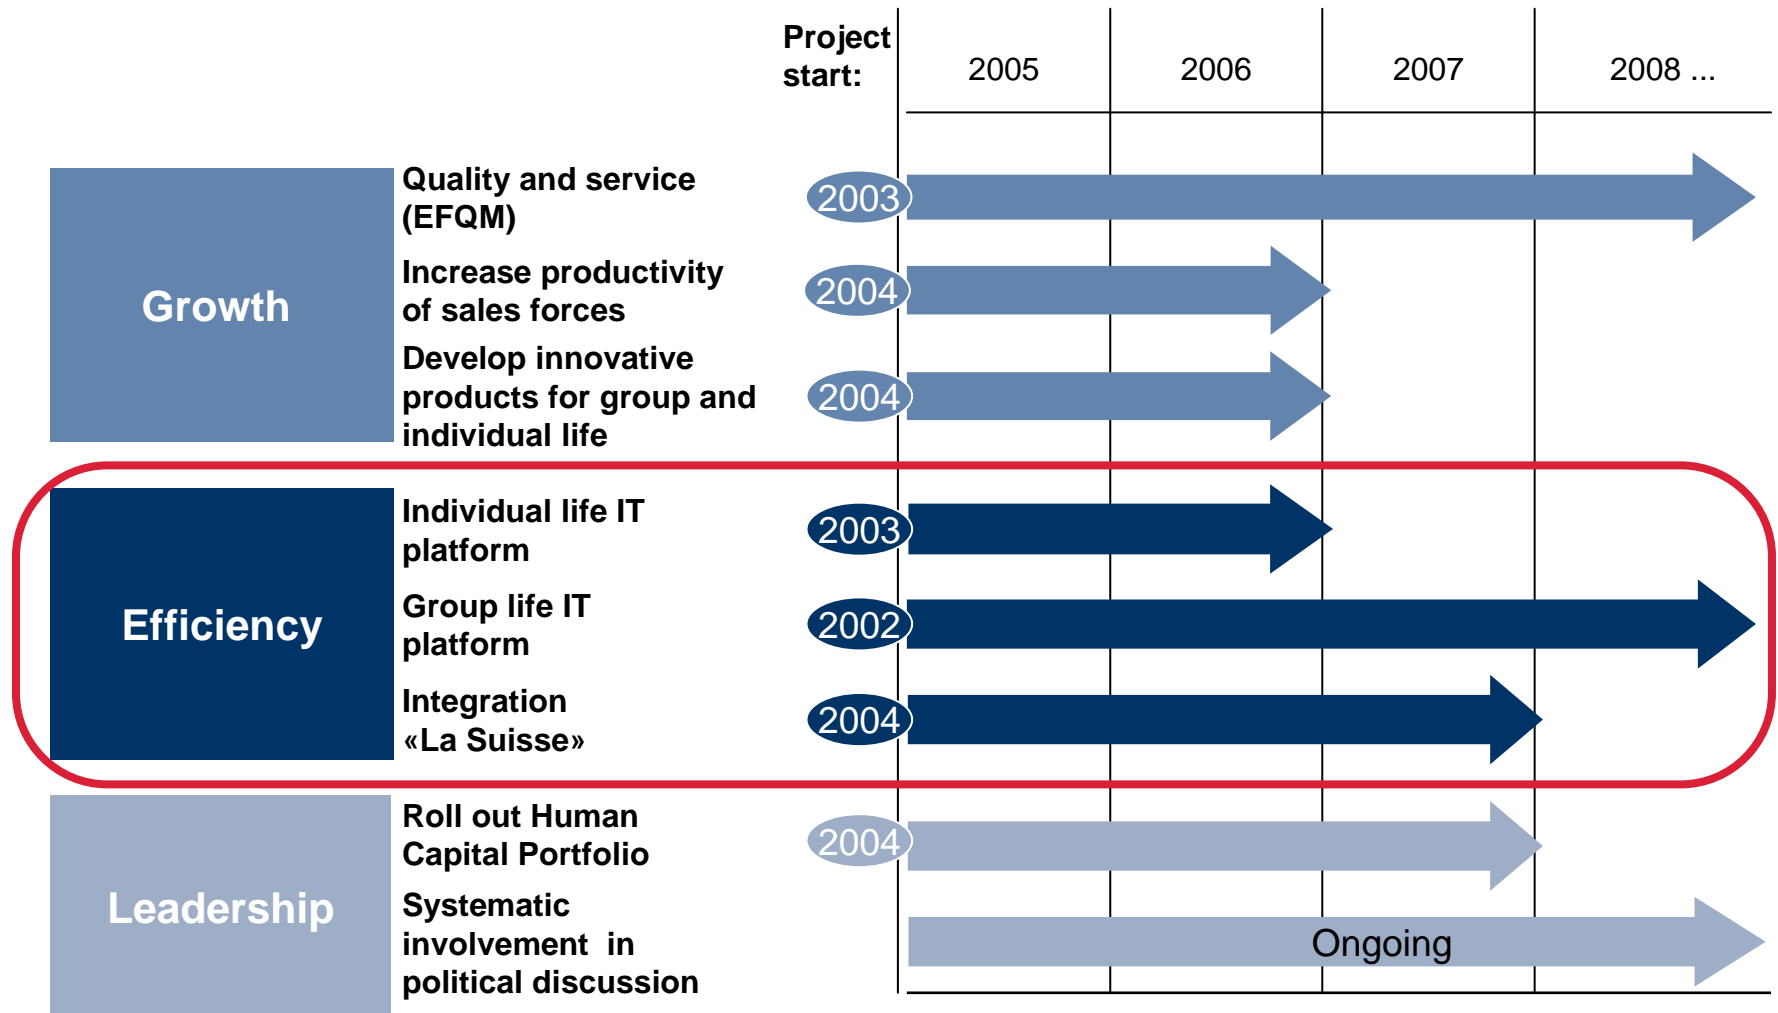 Project
start:
2005
2006
2007
2008 ...
Growth
Quality and service
(EFQM)
2003
Increase productivity
of sales forces
2004
Develop innovative
products for group and
individual life
2004
Efficiency
Individual life IT
platform
2003
Group life IT
platform
2002
Integration
«La Suisse»
2004
Leadership
Roll out Human
Capital Portfolio
2004
Systematic
involvement in
political discussion
Ongoing